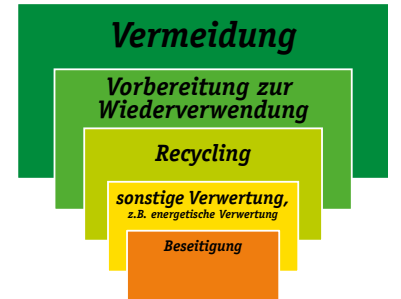 Vermeidung
Vorbereitung zur
Wiederverwendung
Recycling
sonstige Verwertung,
z.B. energetische Verwertung
Beseitigung